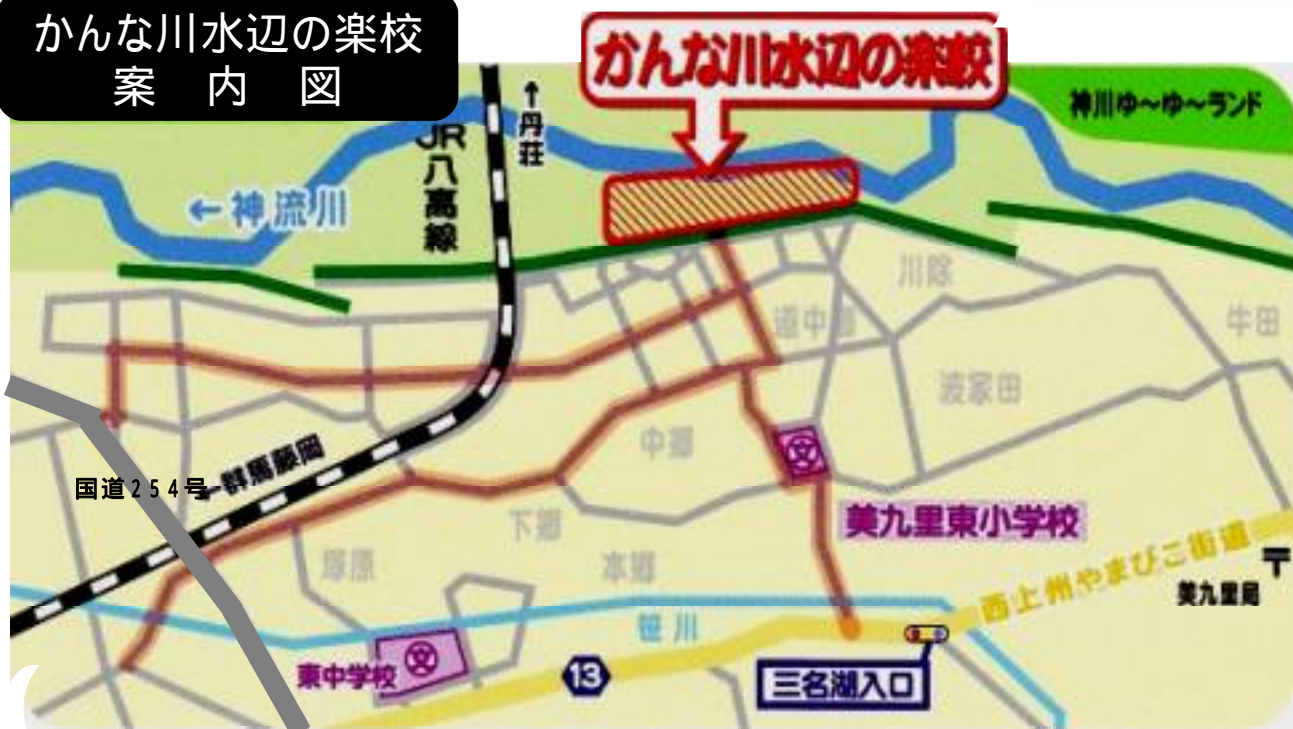 かんな川水辺の楽校
案内図
かんな川水辺の楽校
神川ゆ~ゆ~ランド
↑丹荘
JR八高線
←神流川
川除
道中郷
牛田
波家田
中郷
国道254号
←群馬藤岡
美九里東小学校
下郷
塚原
本郷
西上州やまびこ街道
〒
美九里局
笹川
東中学校
文
文
13
三名湖入口